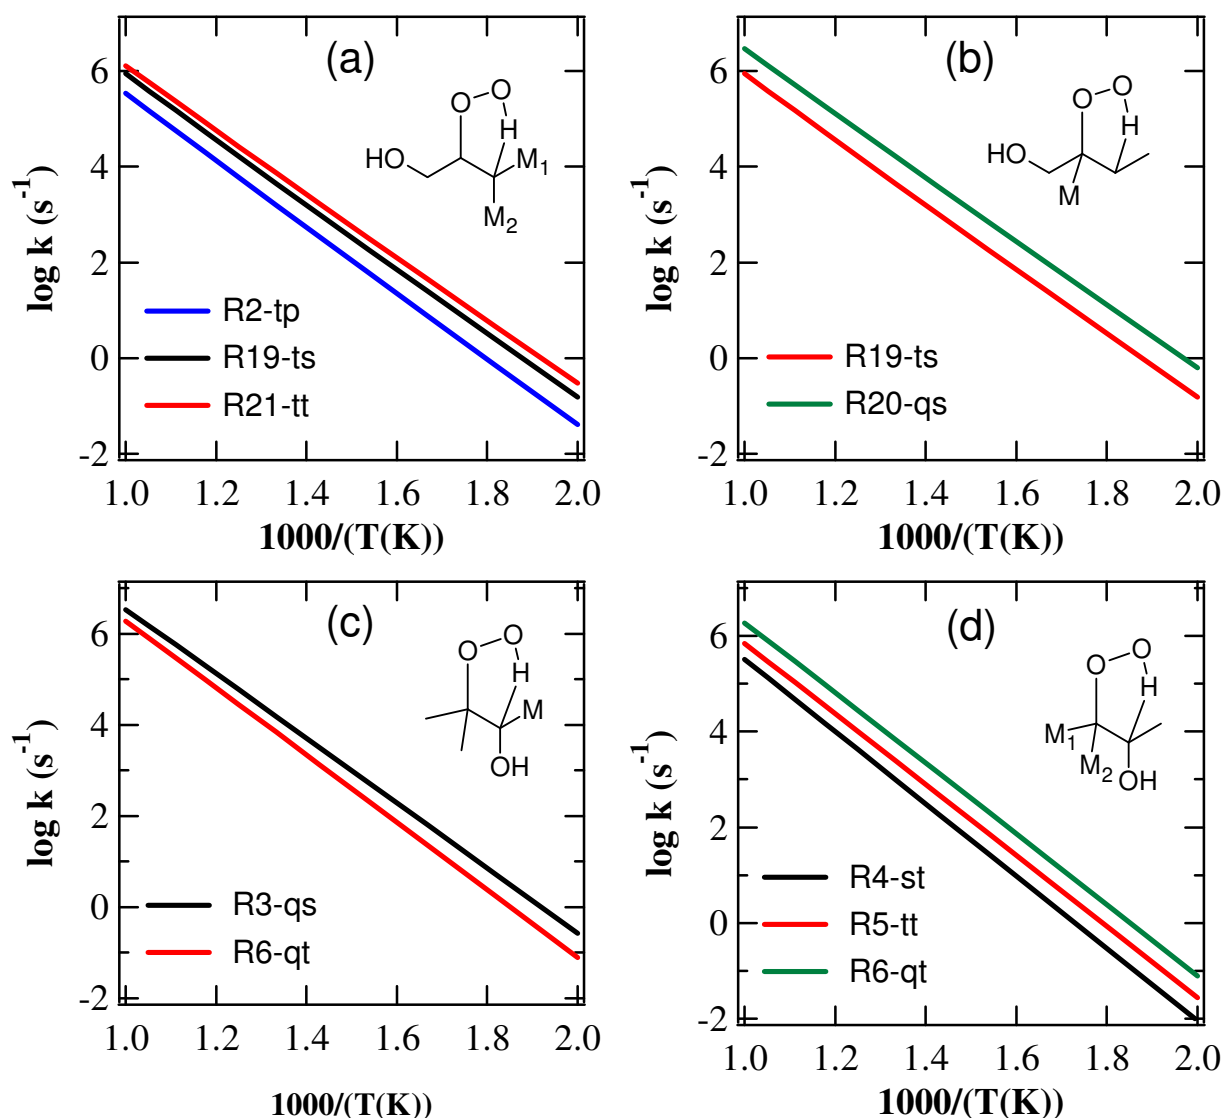 (a)
O O
H
HO
M1
M2
6
4
2
0
-2
log k (s-1)
R2-tp
R19-ts
R21-tt
1.0 1.2 1.4 1.6 1.8 2.0
1000/(T(K))
(b)
O O
H
HO
M
6
4
2
0
-2
log k (s-1)
R19-ts
R20-qs
1.0 1.2 1.4 1.6 1.8 2.0
1000/(T(K))
(c)
O O
H
M
OH
6
4
2
0
-2
log k (s-1)
R3-qs
R6-qt
1.0 1.2 1.4 1.6 1.8 2.0
1000/(T(K))
(d)
O O
H
M1
M2
OH
6
4
2
0
-2
log k (s-1)
R4-st
R5-tt
R6-qt
1.0 1.2 1.4 1.6 1.8 2.0
1000/(T(K))